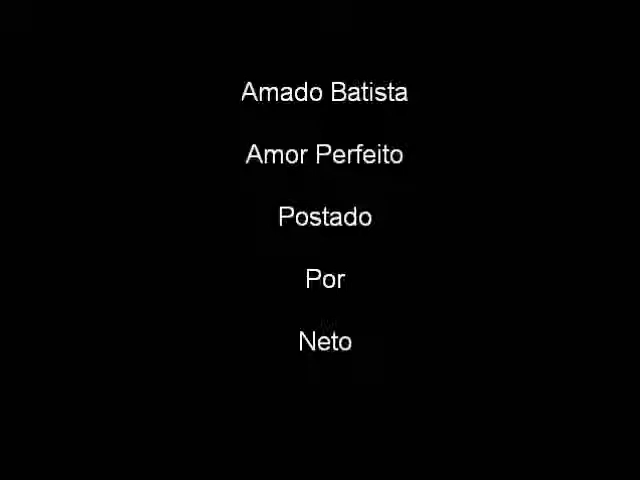 Amado Batista
Amor Perfeito
Postado
Por
Neto